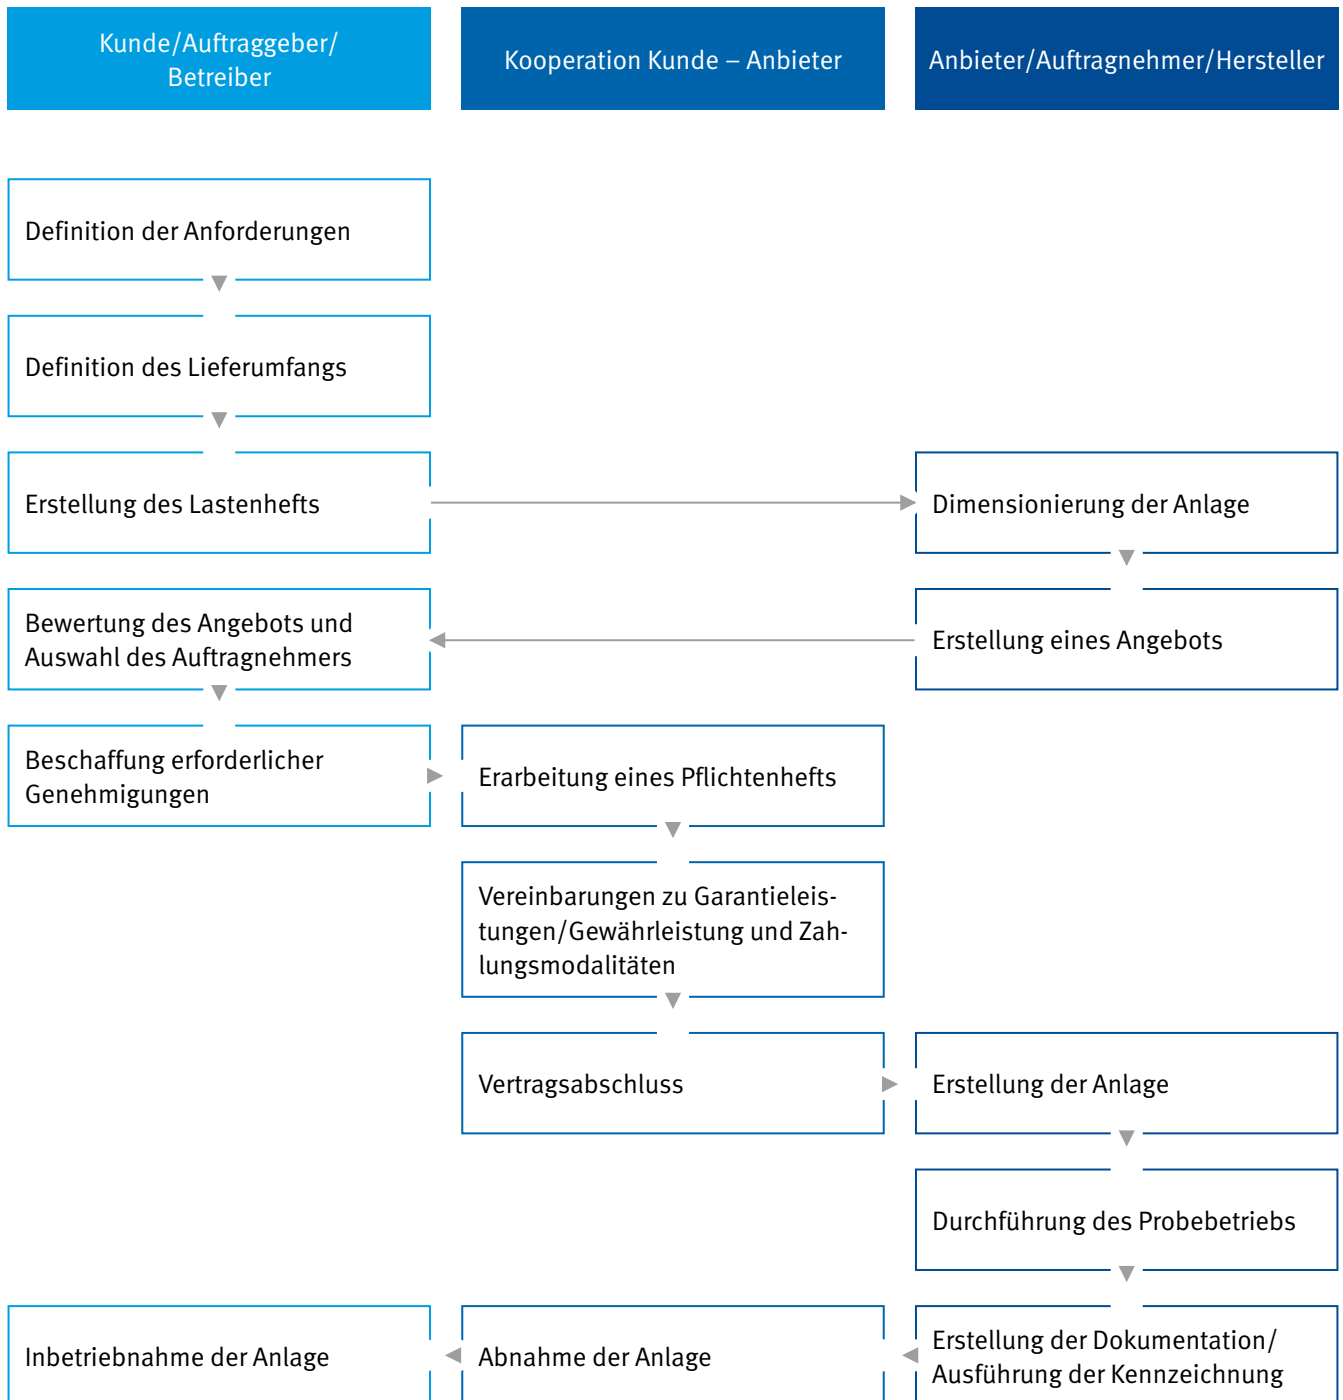 Kunde/Auftraggeber/
Betreiber
Kooperation Kunde – Anbieter
Anbieter/Auftragnehmer/Hersteller
Definition der Anforderungen
Definition des Lieferumfangs
Erstellung des Lastenhefts
Dimensionierung der Anlage
Bewertung des Angebots und
Auswahl des Auftragnehmers
Erstellung eines Angebots
Beschaffung erforderlicher
Genehmigungen
Erarbeitung eines Pflichtenhefts
Vereinbarungen zu Garantieleis-
tungen/Gewährleistung und Zah-
lungsmodalitäten
Vertragsabschluss
Erstellung der Anlage
Durchführung des Probebetriebs
Inbetriebnahme der Anlage
Abnahme der Anlage
Erstellung der Dokumentation/
Ausführung der Kennzeichnung